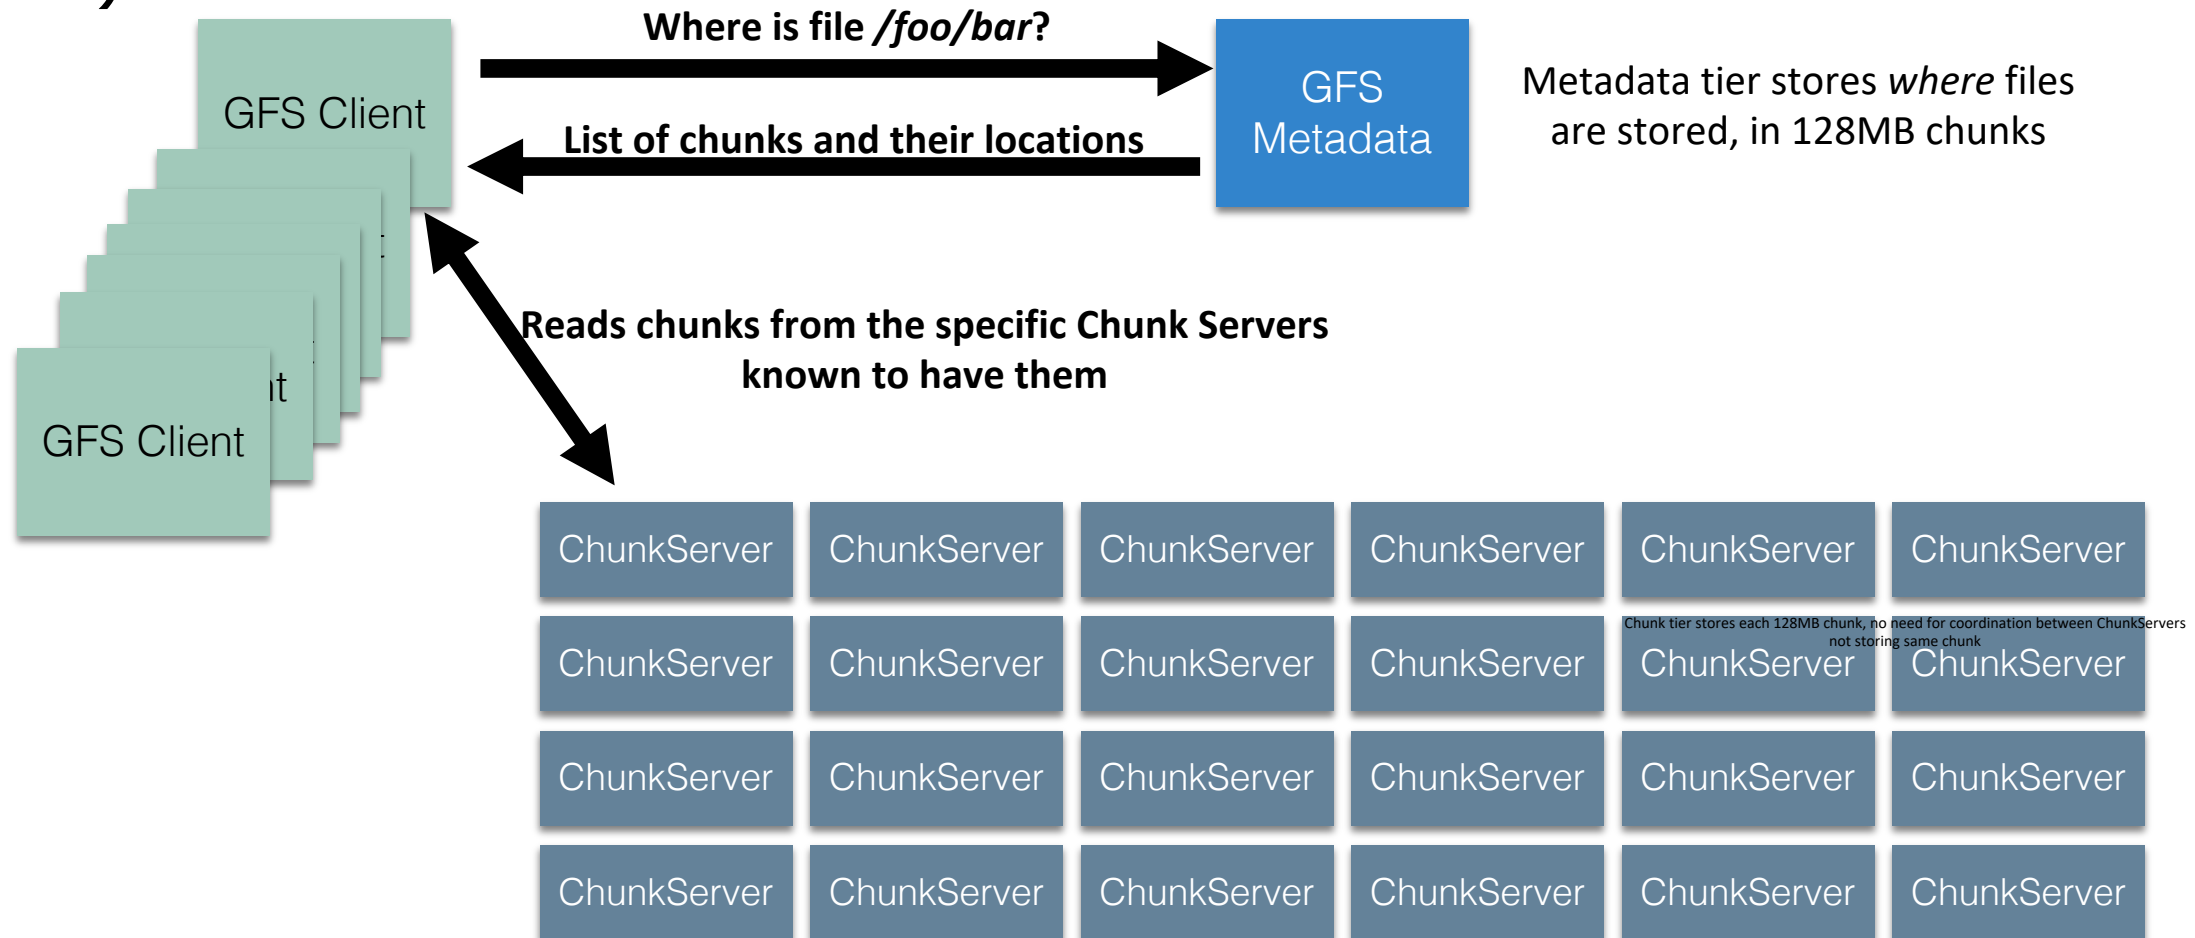 Where is file /foo/bar?
GFS Client
GFS
Metadata
Metadata tier stores where files
are stored, in 128MB chunks
List of chunks and their locations
Reads chunks from the specific Chunk Servers
known to have them
GFS Client
ChunkServer ChunkServer ChunkServer ChunkServer ChunkServer ChunkServer
Chunk tier stores each 128MB chunk, no need for coordination between ChunkServers
not storing same chunk
ChunkServer ChunkServer ChunkServer ChunkServer ChunkServer ChunkServer
ChunkServer ChunkServer ChunkServer ChunkServer ChunkServer ChunkServer
ChunkServer ChunkServer ChunkServer ChunkServer ChunkServer ChunkServer